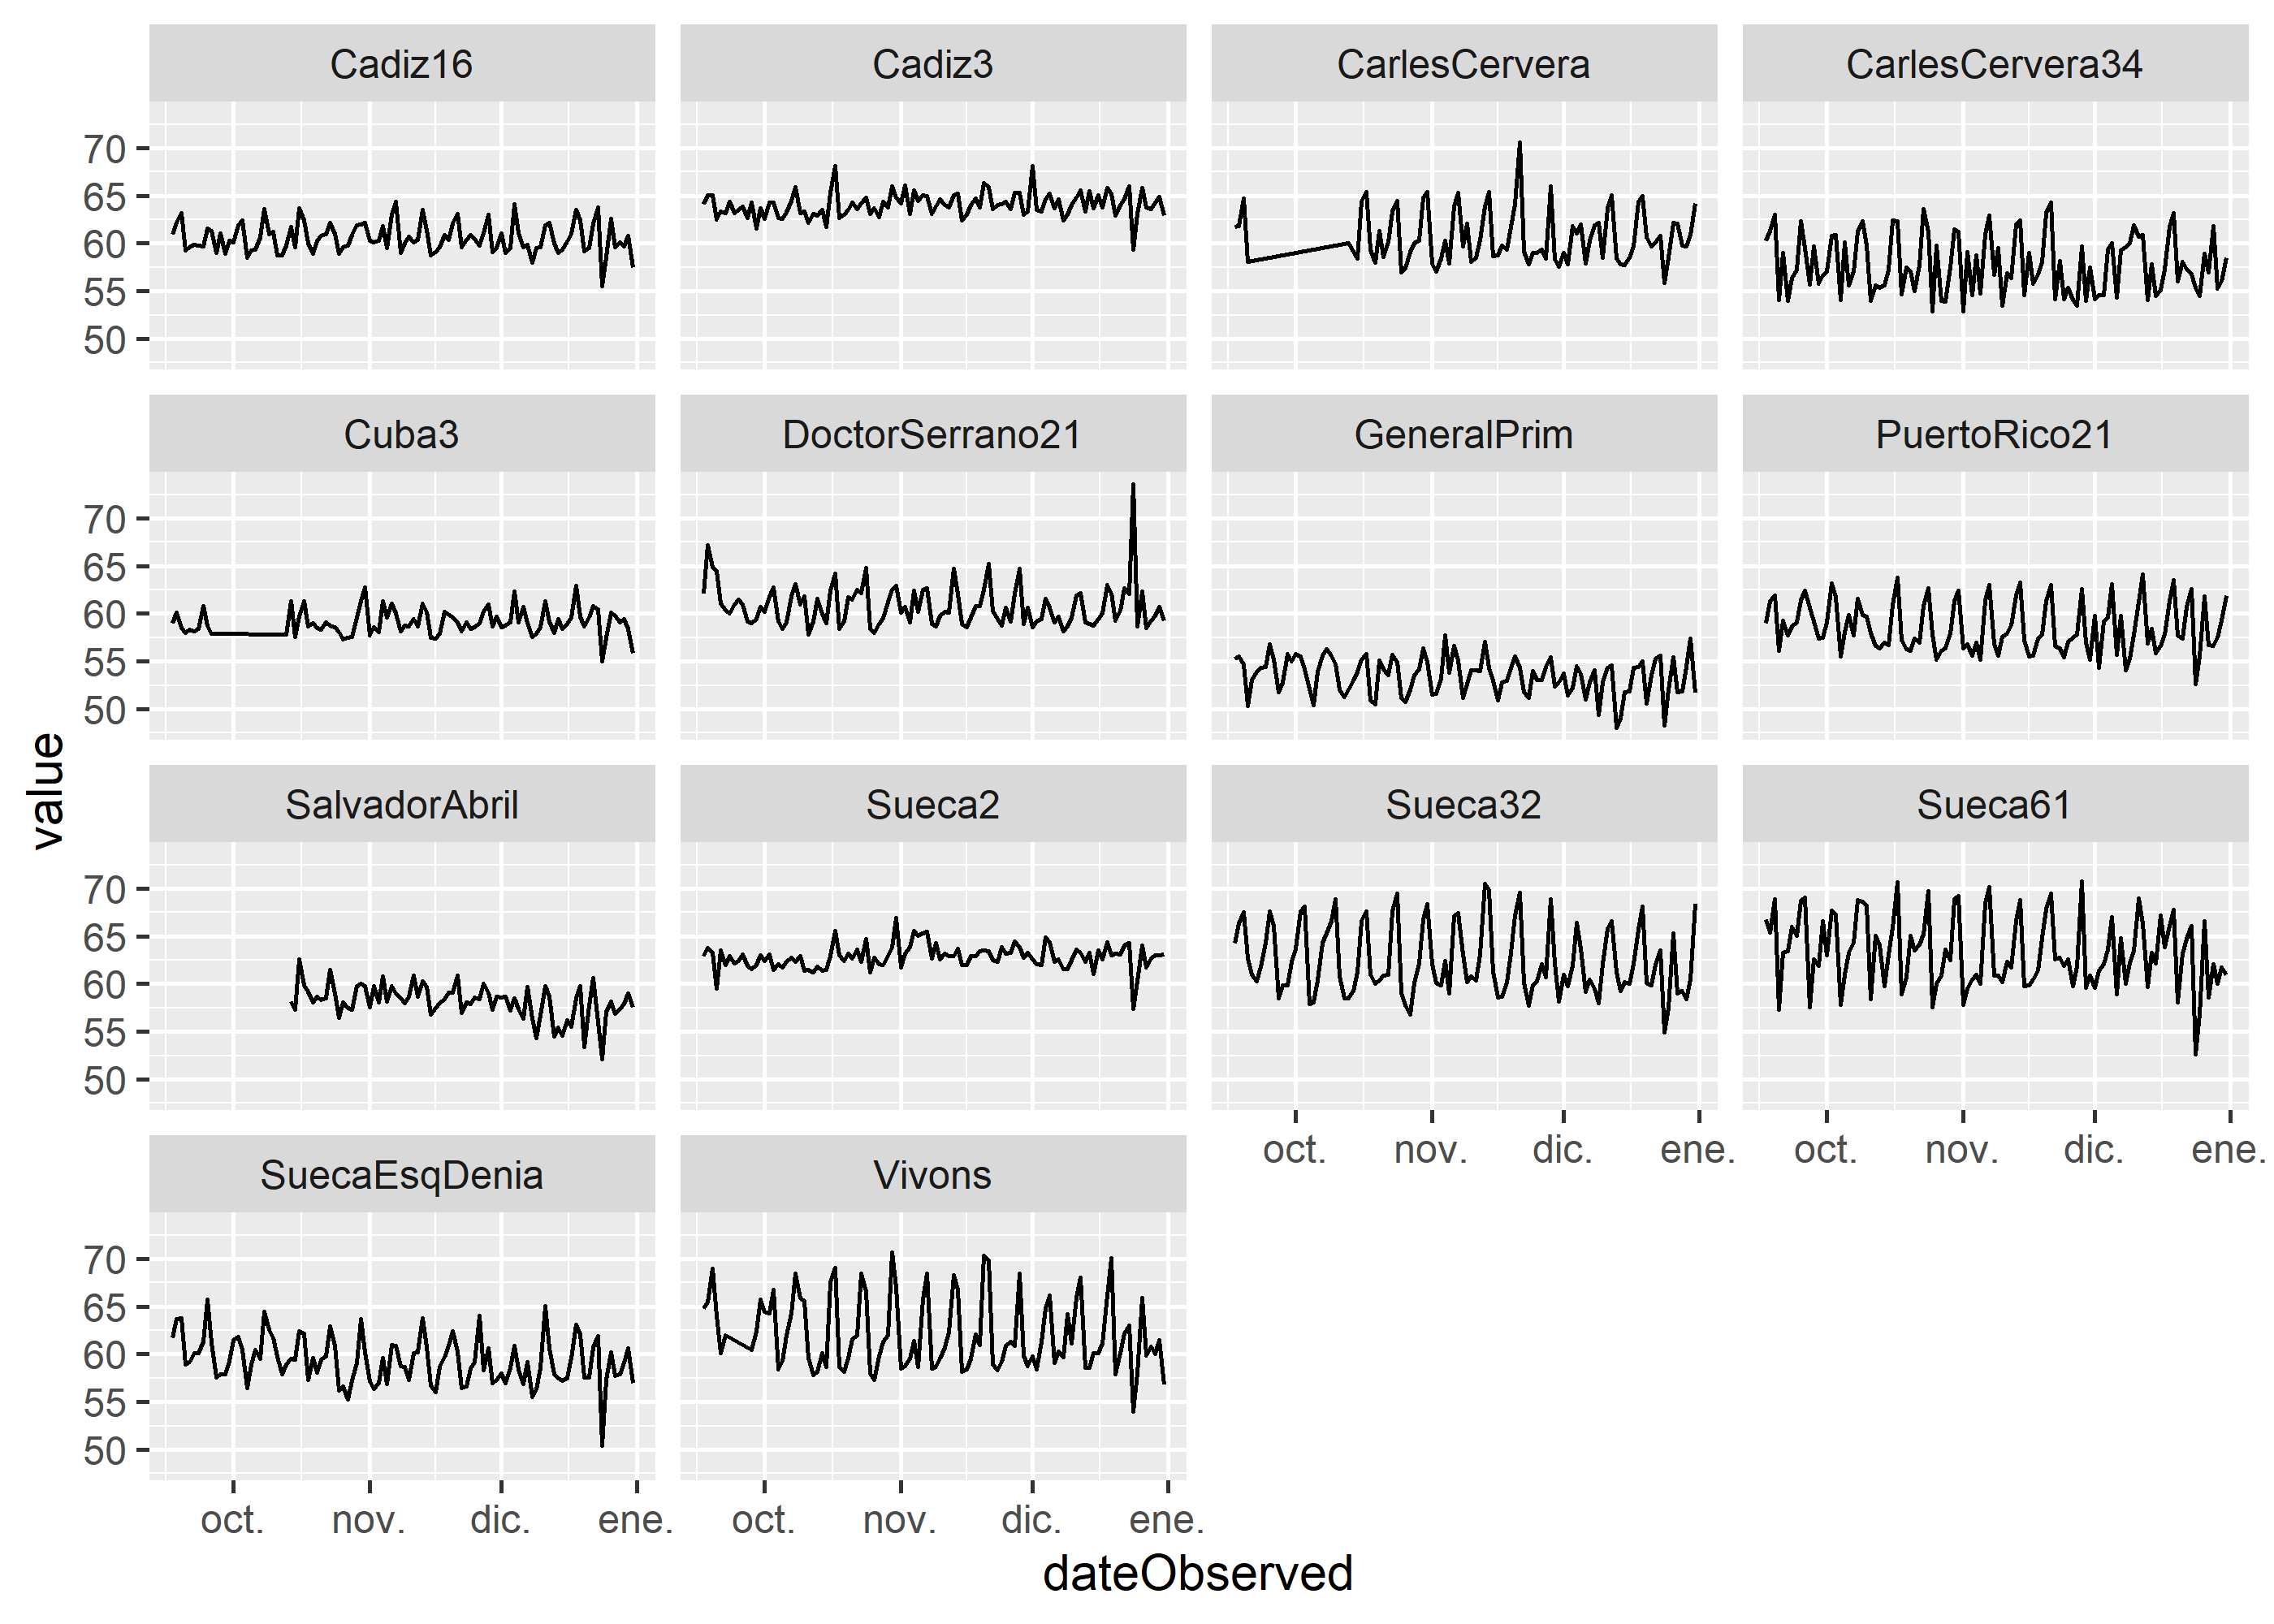 Cadiz16 Cadiz3 CarlesCervera CarlesCervera34
70
65
60
55
50
Cuba3 DoctorSerrano21 GeneralPrim PuertoRico21
70
65
60
55
50
value
SalvadorAbril Sueca2 Sueca32 Sueca61
70
65
60
55
50
oct. nov. dic. ene. oct. nov. dic. ene.
SuecaEsqDenia Vivons
70
65
60
55
50
oct. nov. dic. ene. oct. nov. dic. ene.
dateObserved